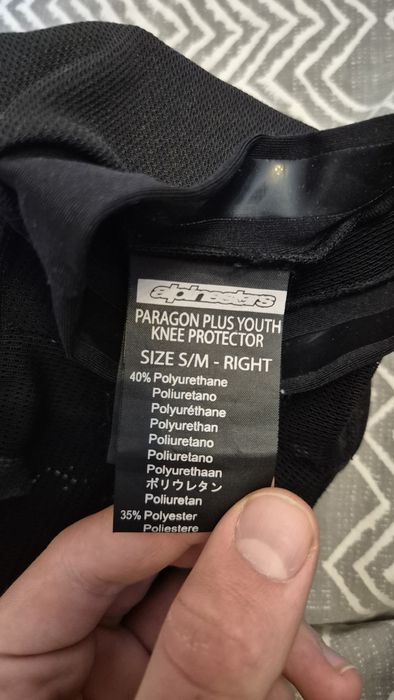 alpinestars
PARAGON PLUS YOUTH
KNEE PROTECTOR
SIZE S/M - RIGHT
40% Polyurethane
Poliuretano
Polyuréthane
Polyurethan
Poliuretano
Poliuretano
Polyurethaan
ポリウレタン
Poliuretan
35% Polyester
Poliestere